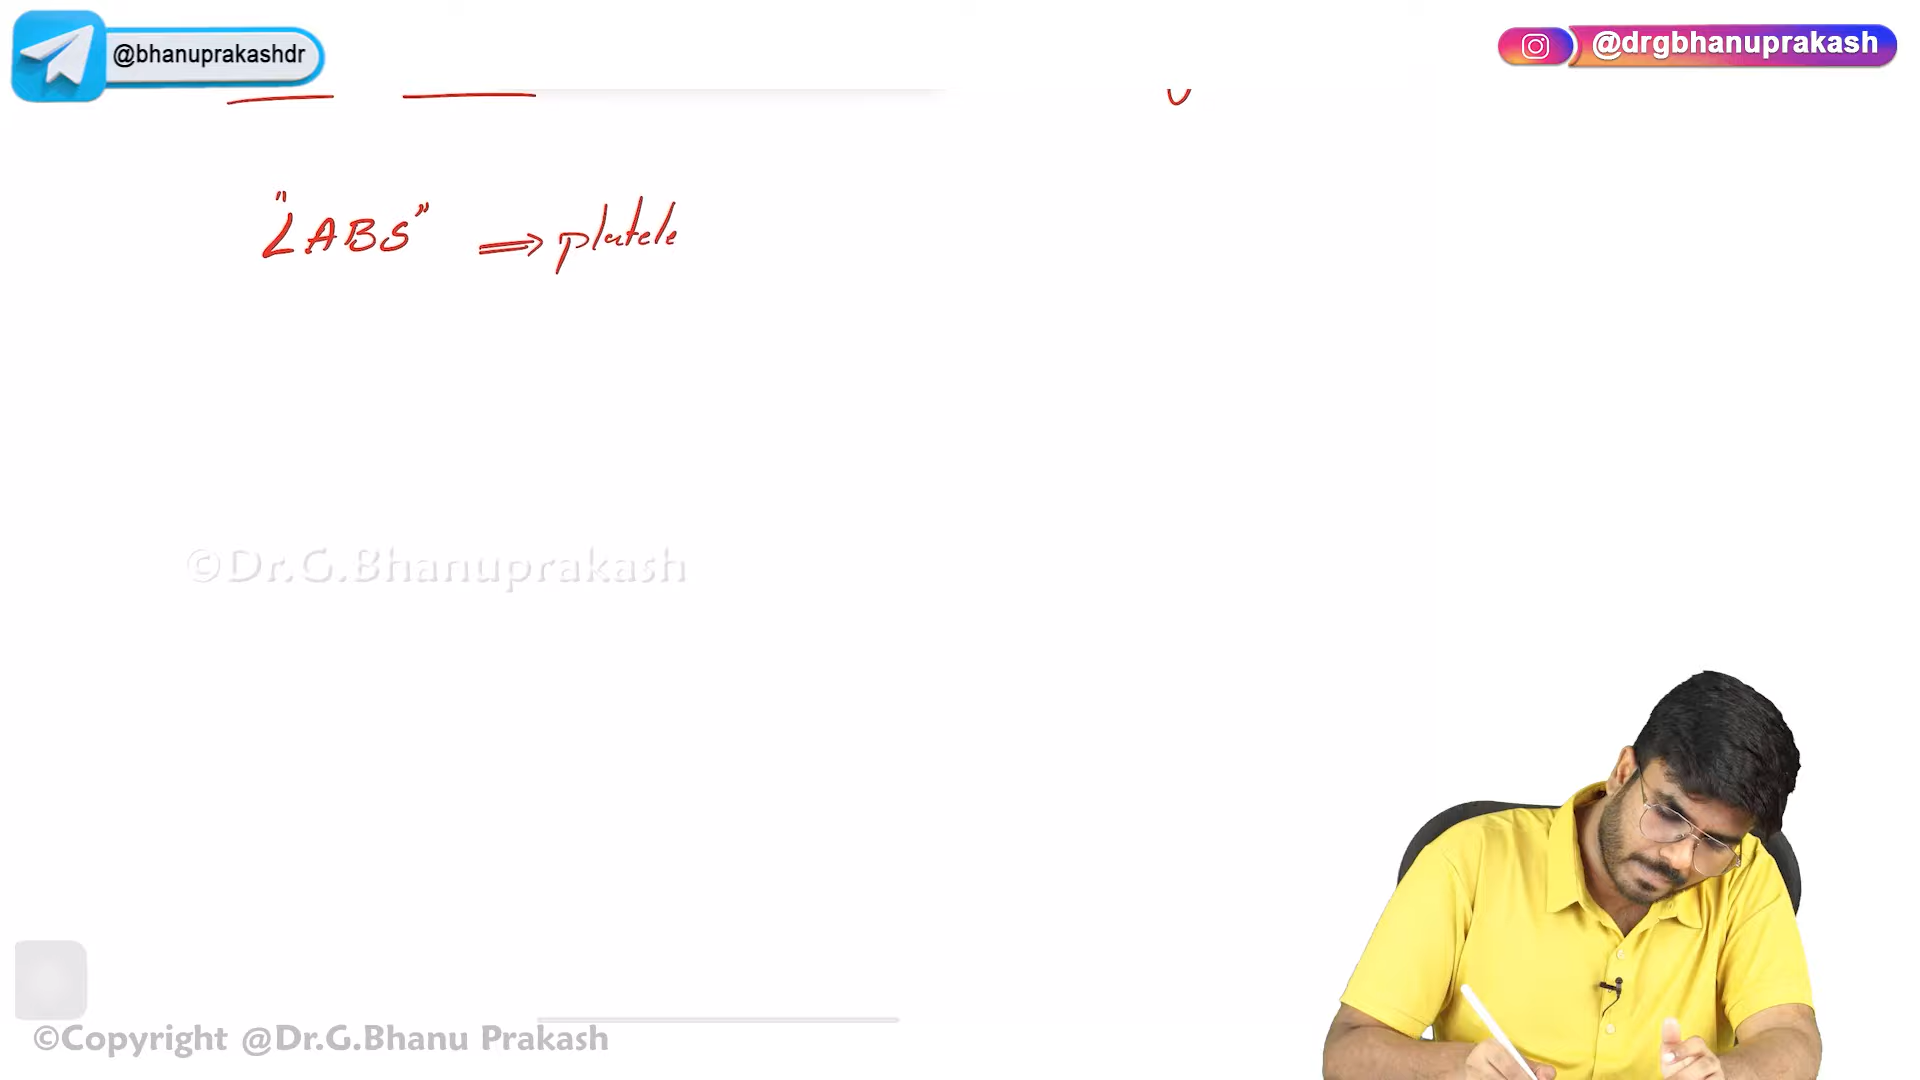 @bhanuprakashdr
@drgbhanuprakash
"LABS" ⇒ platele
©Dr.G.Bhanuprakash
©Copyright @Dr.G.Bhanu Prakash